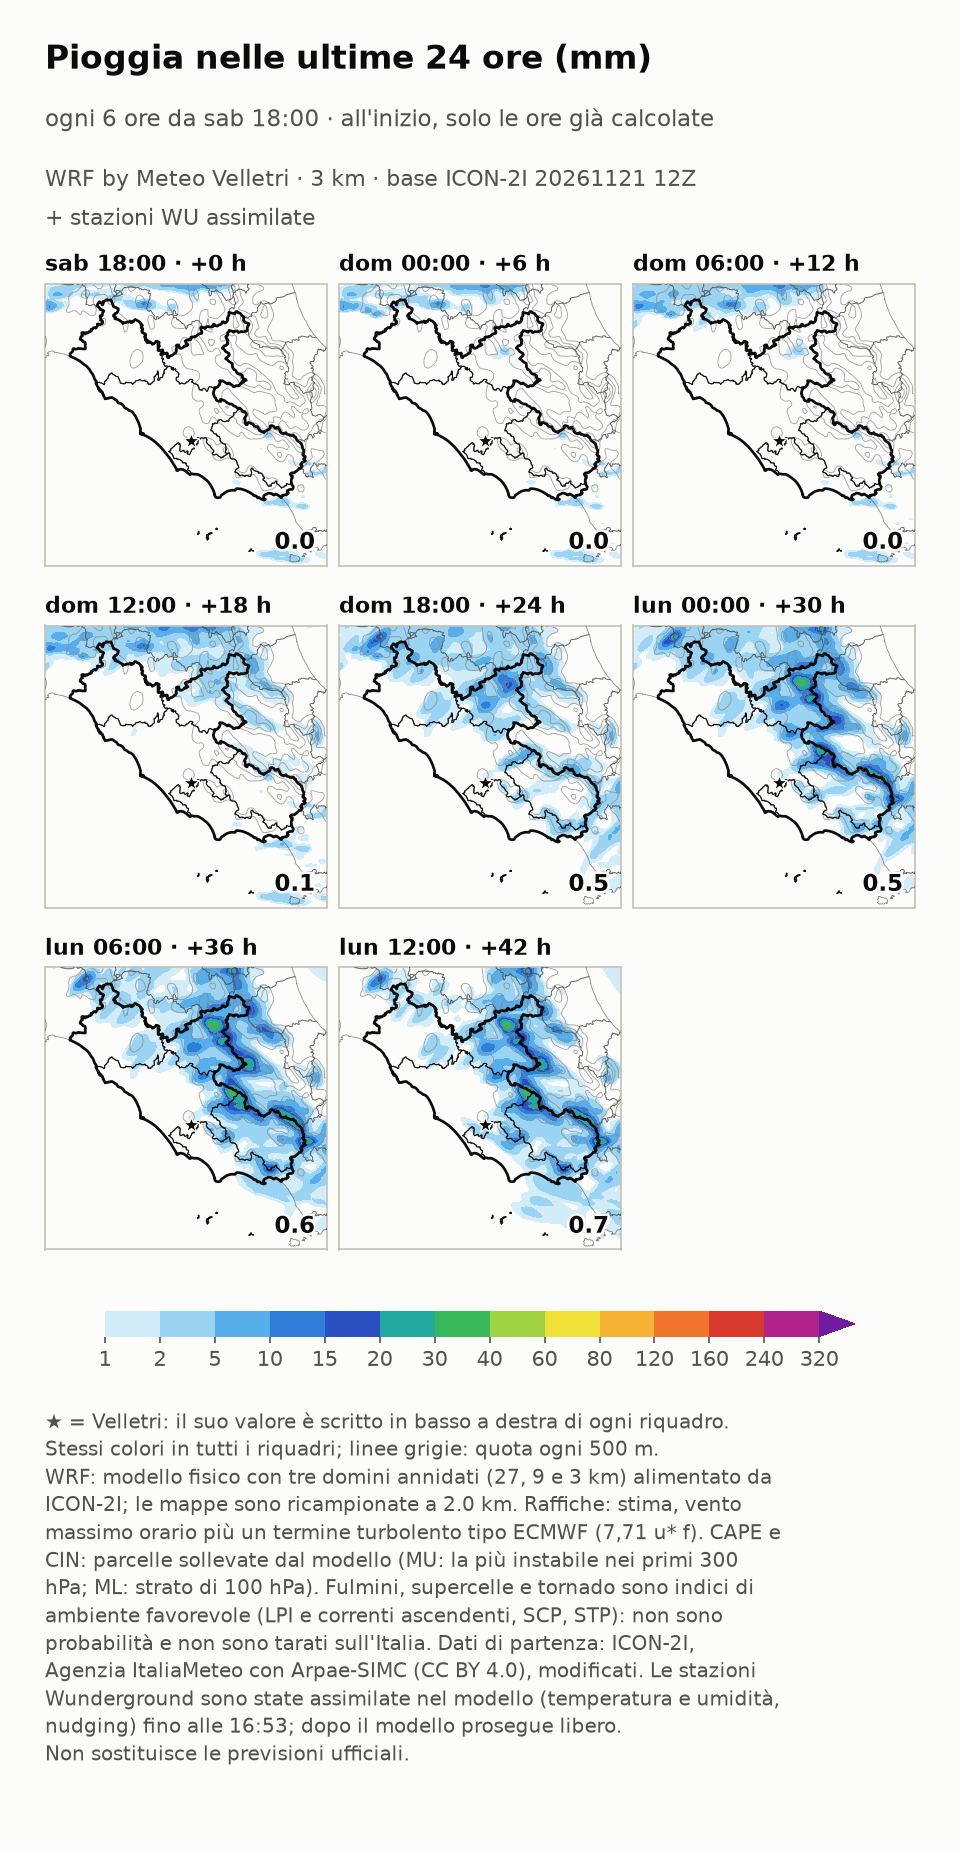 Pioggia nelle ultime 24 ore (mm)
ogni 6 ore da sab 18:00 · all'inizio, solo le ore già calcolate
WRF by Meteo Velletri · 3 km · base ICON-2I 20261121 12Z
+ stazioni WU assimilate
sab 18:00 · +0 h
dom 00:00 · +6 h
dom 06:00 · +12 h
0.0
0.0
0.0
dom 12:00 · +18 h
dom 18:00 · +24 h
lun 00:00 · +30 h
0.1
0.5
0.5
lun 06:00 · +36 h
lun 12:00 · +42 h
0.6
0.7
1 2 5 10 15 20 30 40 60 80 120 160 240 320
★ = Velletri: il suo valore è scritto in basso a destra di ogni riquadro.
Stessi colori in tutti i riquadri; linee grigie: quota ogni 500 m.
WRF: modello fisico con tre domini annidati (27, 9 e 3 km) alimentato da
ICON-2I; le mappe sono ricampionate a 2.0 km. Raffiche: stima, vento
massimo orario più un termine turbolento tipo ECMWF (7,71 u* f). CAPE e
CIN: parcelle sollevate dal modello (MU: la più instabile nei primi 300
hPa; ML: strato di 100 hPa). Fulmini, supercelle e tornado sono indici di
ambiente favorevole (LPI e correnti ascendenti, SCP, STP): non sono
probabilità e non sono tarati sull'Italia. Dati di partenza: ICON-2I,
Agenzia ItaliaMeteo con Arpae-SIMC (CC BY 4.0), modificati. Le stazioni
Wunderground sono state assimilate nel modello (temperatura e umidità,
nudging) fino alle 16:53; dopo il modello prosegue libero.
Non sostituisce le previsioni ufficiali.